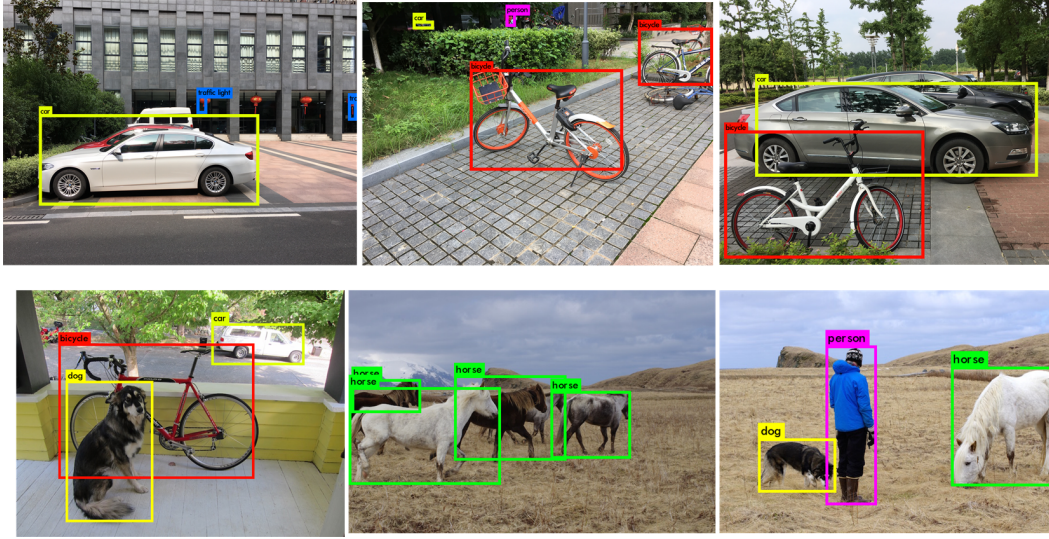 traffic light
tra
car
car
person
bicycle
bicycle
car
bicycle
car
bicycle
dog
horse
horse
horse
horse
person
horse
dog